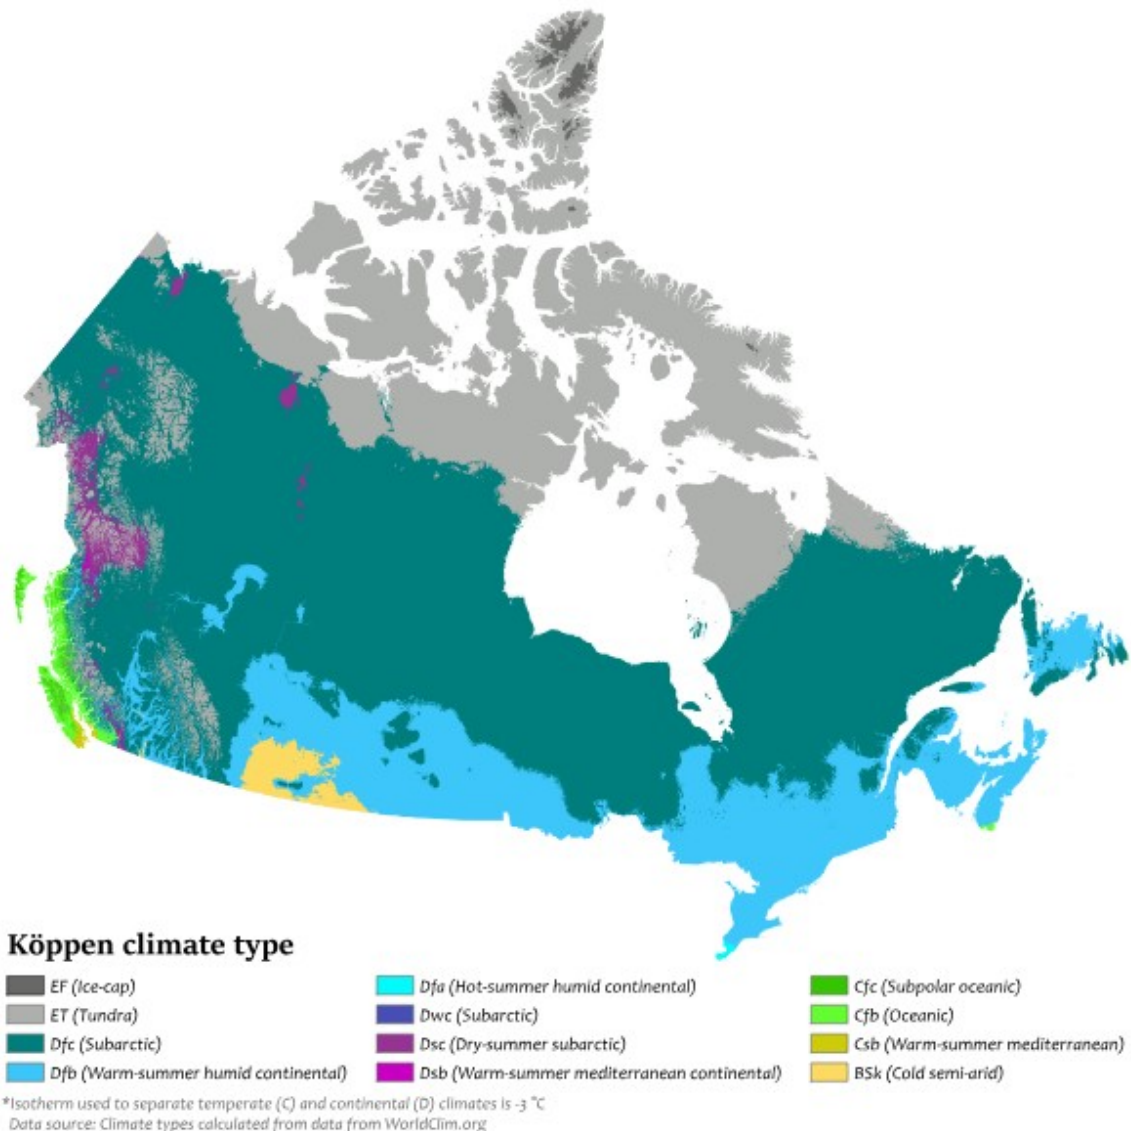 Köppen climate type
EF (Ice-cap)
ET (Tundra)
Dfc (Subarctic)
Dfb (Warm-summer humid continental)
Dfa (Hot-summer humid continental)
Dwc (Subarctic)
Dsc (Dry-summer subarctic)
Dsb (Warm-summer mediterranean continental)
Cfc (Subpolar oceanic)
Cfb (Oceanic)
Csb (Warm-summer mediterranean)
BSk (Cold semi-arid)
*Isotherm used to separate temperate (C) and continental (D) climates is -3 °C
Data source: Climate types calculated from data from WorldClim.org